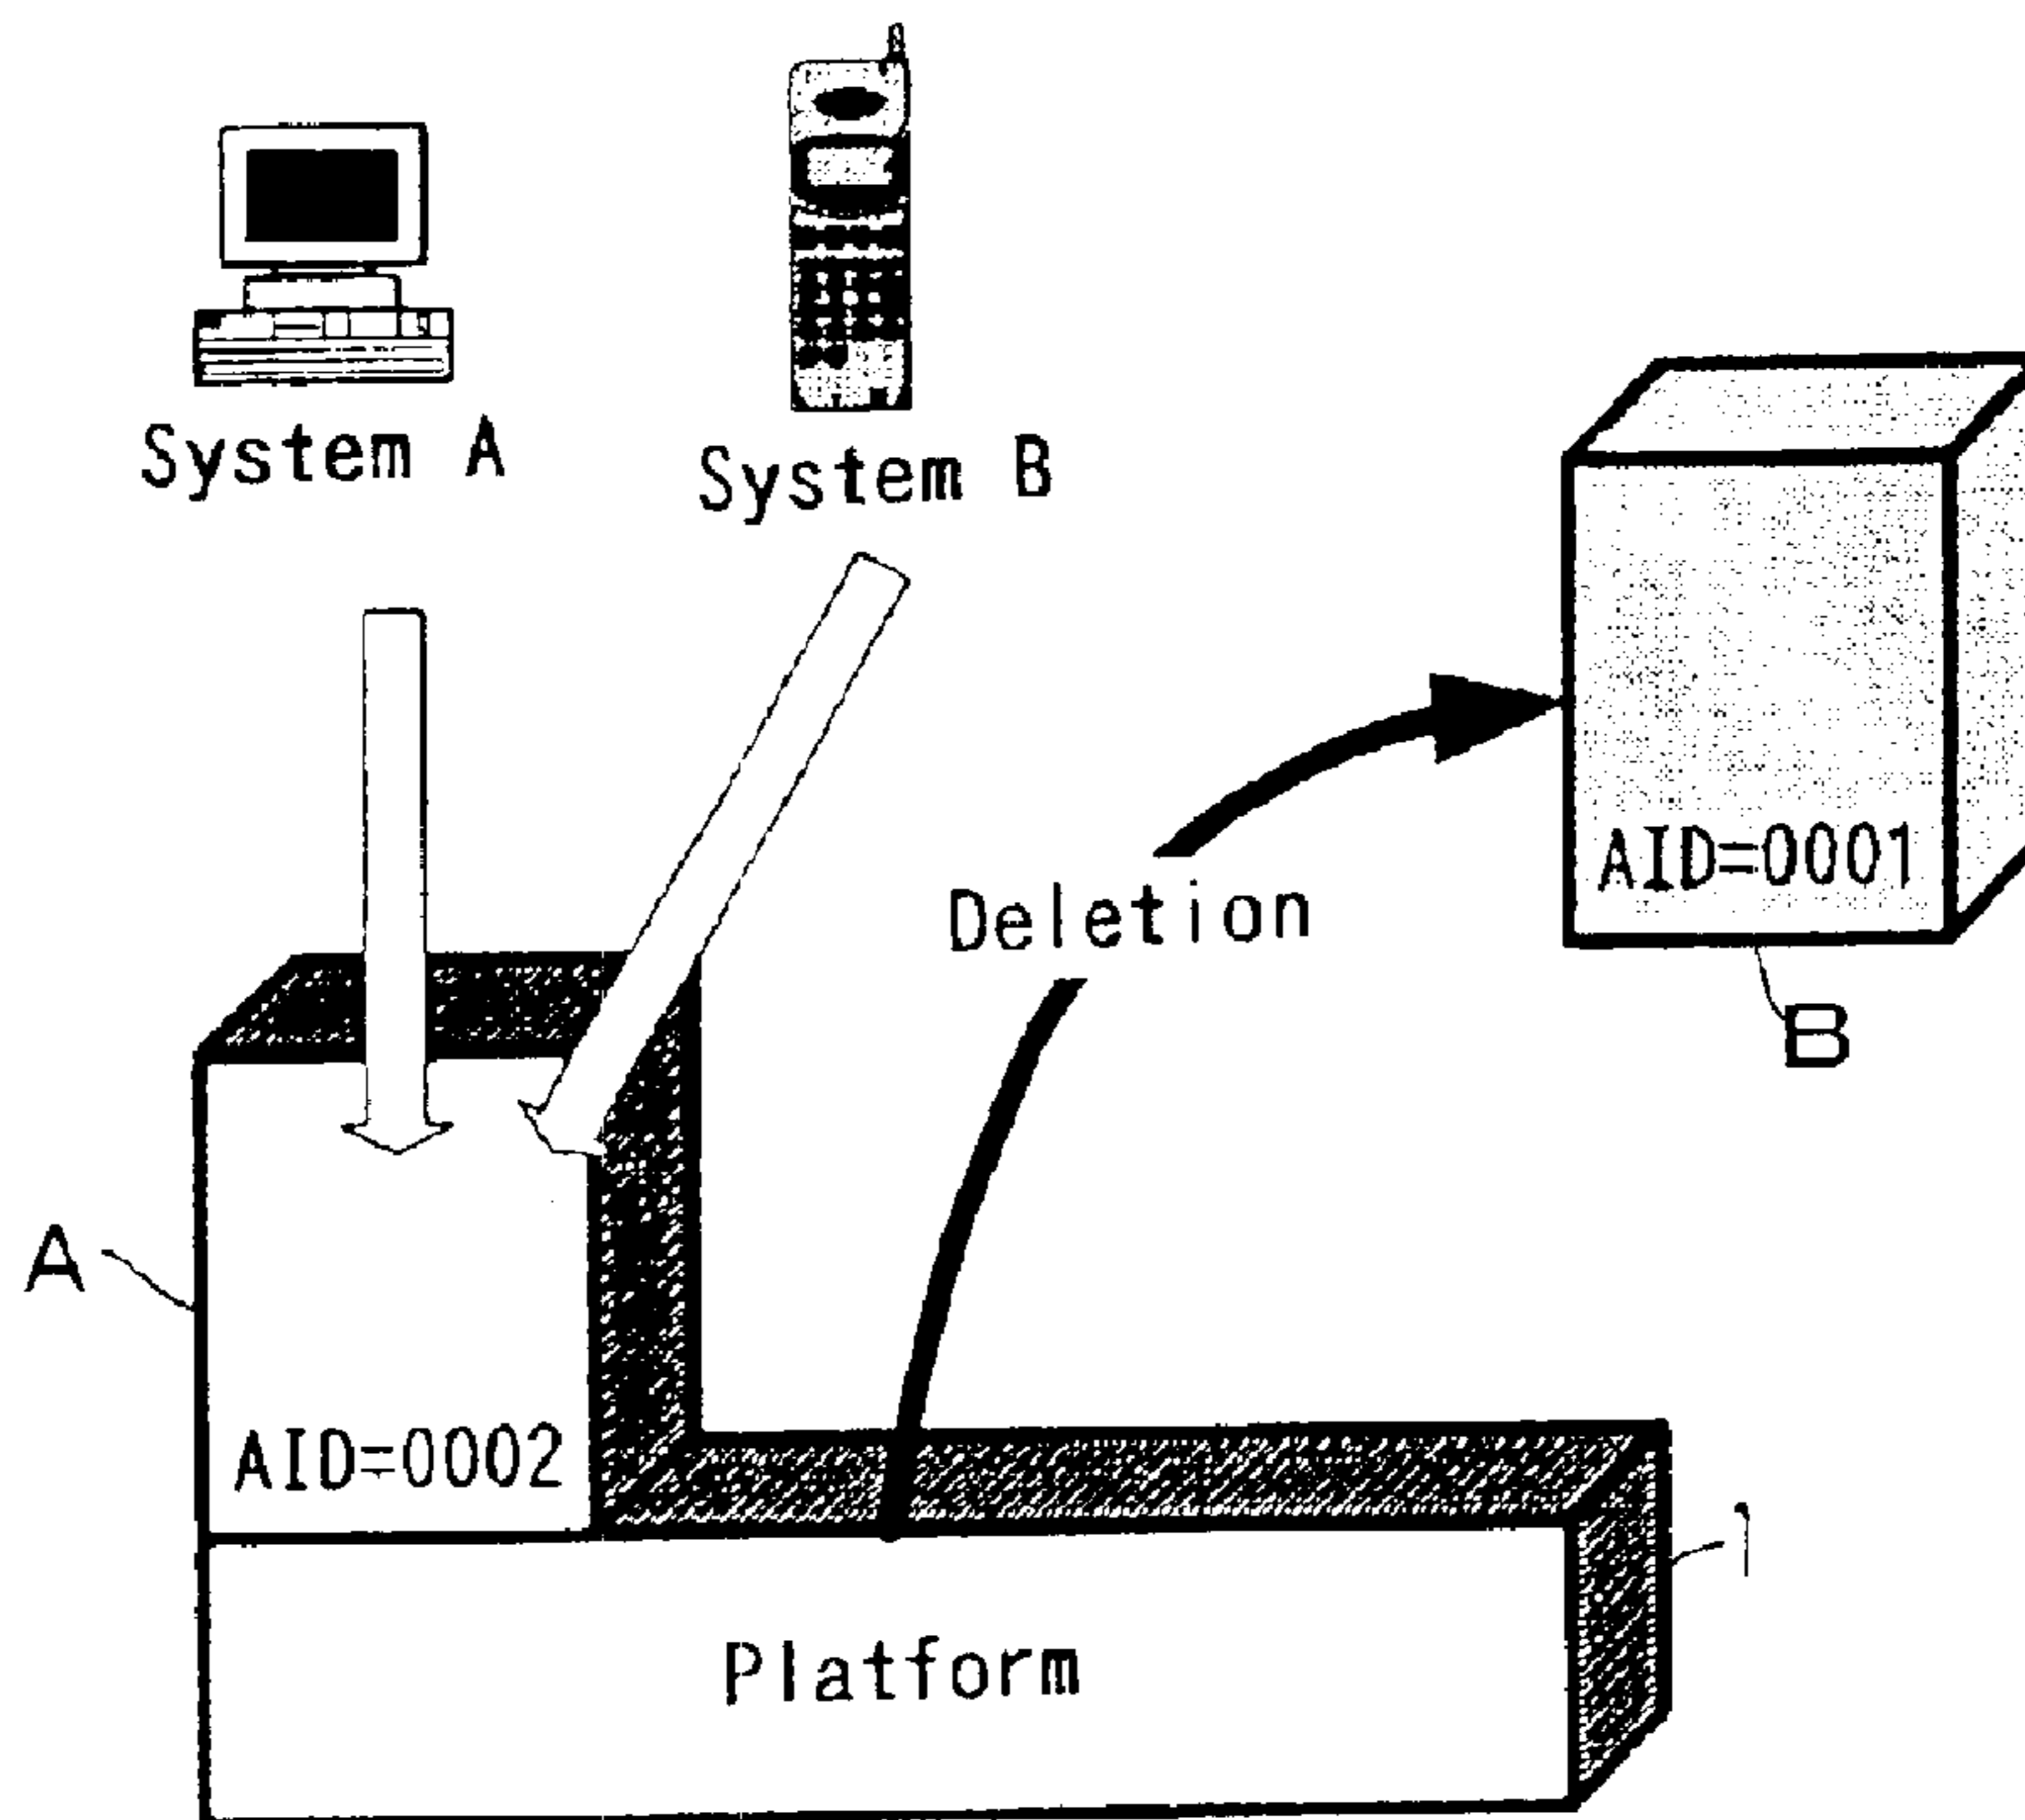 System A
System B
AID=0001
Deletion
B
A
AID=0002
1
Platform